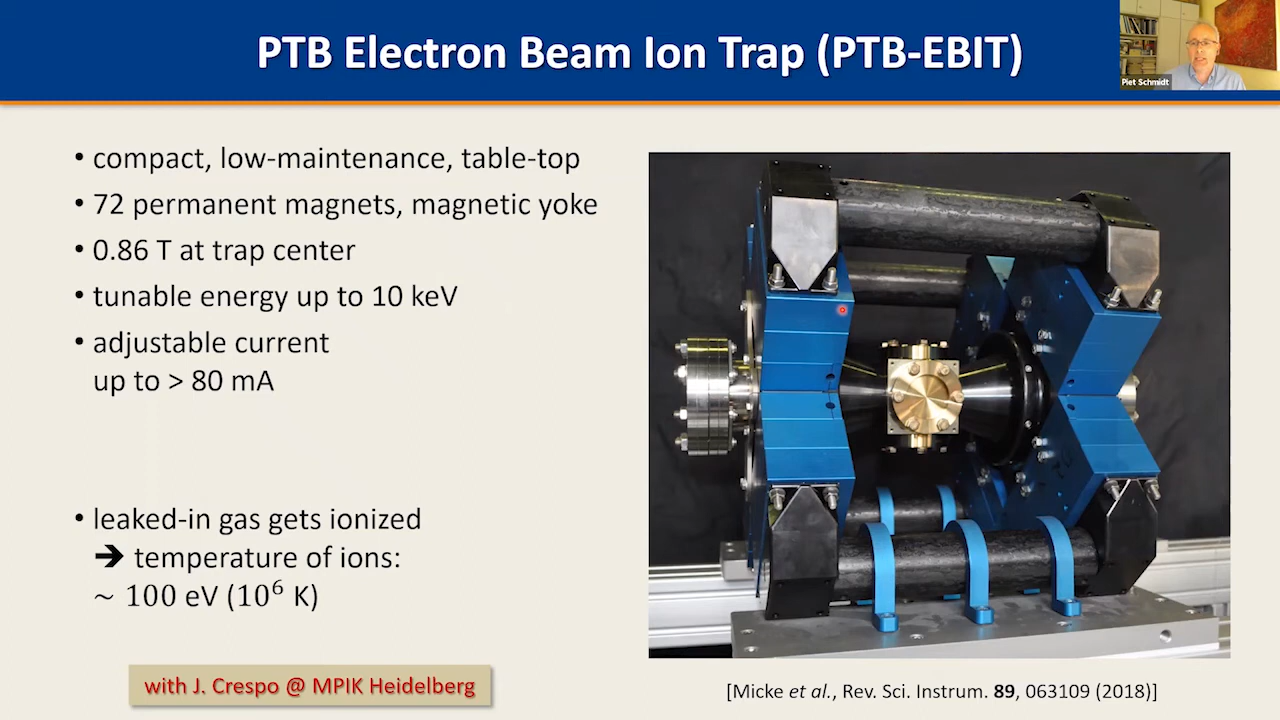 PTB Electron Beam Ion Trap (PTB-EBIT)
Piet Schmidt
• compact, low-maintenance, table-top
• 72 permanent magnets, magnetic yoke
• 0.86 T at trap center
• tunable energy up to 10 keV
• adjustable current
up to > 80 mA
• leaked-in gas gets ionized
➔ temperature of ions:
~ 100 eV (10⁶ K)
with J. Crespo @ MPIK Heidelberg
[Micke et al., Rev. Sci. Instrum. 89, 063109 (2018)]